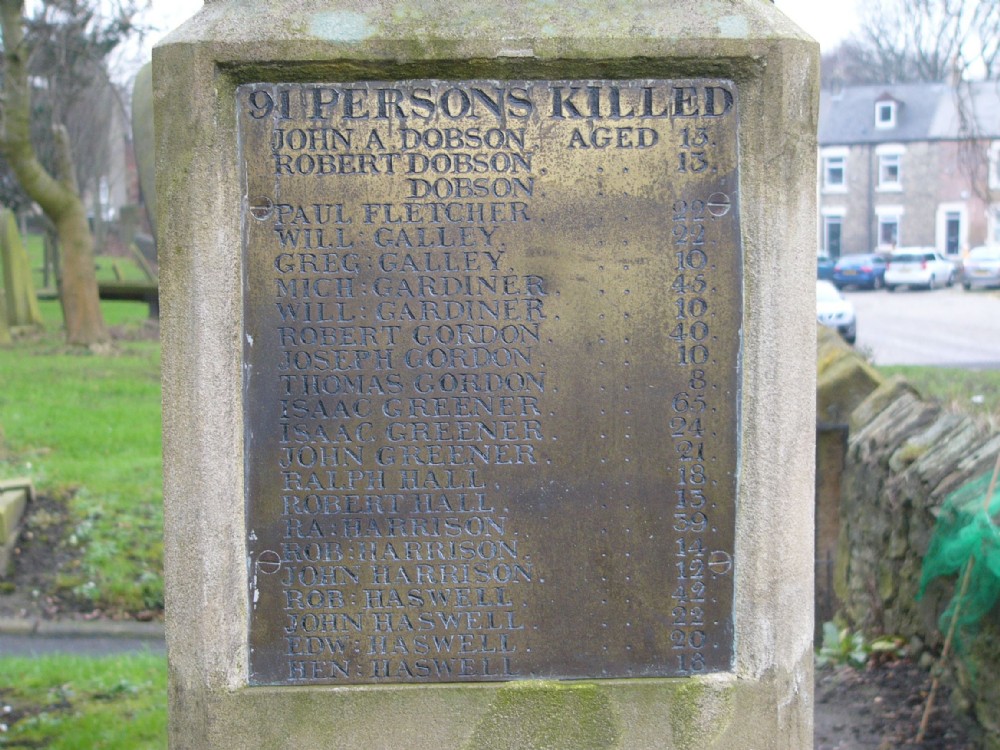 91 PERSONS KILLED
JOHN A. DOBSON. AGED 13.
ROBERT DOBSON. . . 13.
DOBSON
PAUL FLETCHER. . . 22.
WILL: GALLEY. . . 22.
GREG: GALLEY. . . 10.
MICH: GARDINER. . . 45.
WILL: GARDINER. . . 10.
ROBERT GORDON. . . 40.
JOSEPH GORDON. . . 10.
THOMAS GORDON. . . 8.
ISAAC GREENER. . . 65.
ISAAC GREENER. . . 24.
JOHN GREENER. . . 21.
RALPH HALL. . . 18.
ROBERT HALL. . . 13.
RA: HARRISON. . . 39.
ROB: HARRISON. . . 14.
JOHN HARRISON. . . 12.
ROB: HASWELL. . . 42.
JOHN HASWELL. . . 22.
EDW: HASWELL. . . 20.
HEN: HASWELL. . . 18.